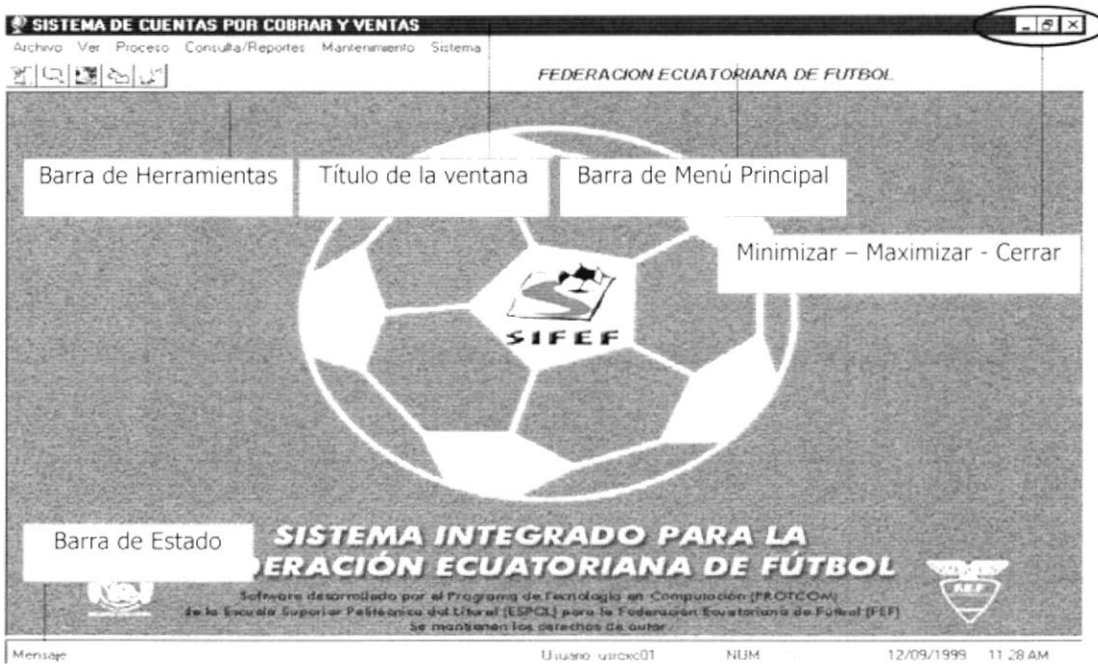 SISTEMA DE CUENTAS POR COBRAR Y VENTAS
Archivo Ver Proceso Consulta/Reportes Mantenimiento Sistema
FEDERACION ECUATORIANA DE FUTBOL
Barra de Herramientas
Título de la ventana
Barra de Menú Principal
Minimizar – Maximizar - Cerrar
SIFEF
Barra de Estado
SISTEMA INTEGRADO PARA LA
ERACIÓN ECUATORIANA DE FÚTBOL
Software desarrollado por el Programa de Tecnología en Computación (PROTCOM)
de la Escuela Superior Politécnica del Litoral (ESPOL) para la Federación Ecuatoriana de Fútbol (FEF)
Se mantienen los derechos de autor.
F.E.F
Mensaje Usuario usrcxc01 NUM 12/09/1999 11:28 AM